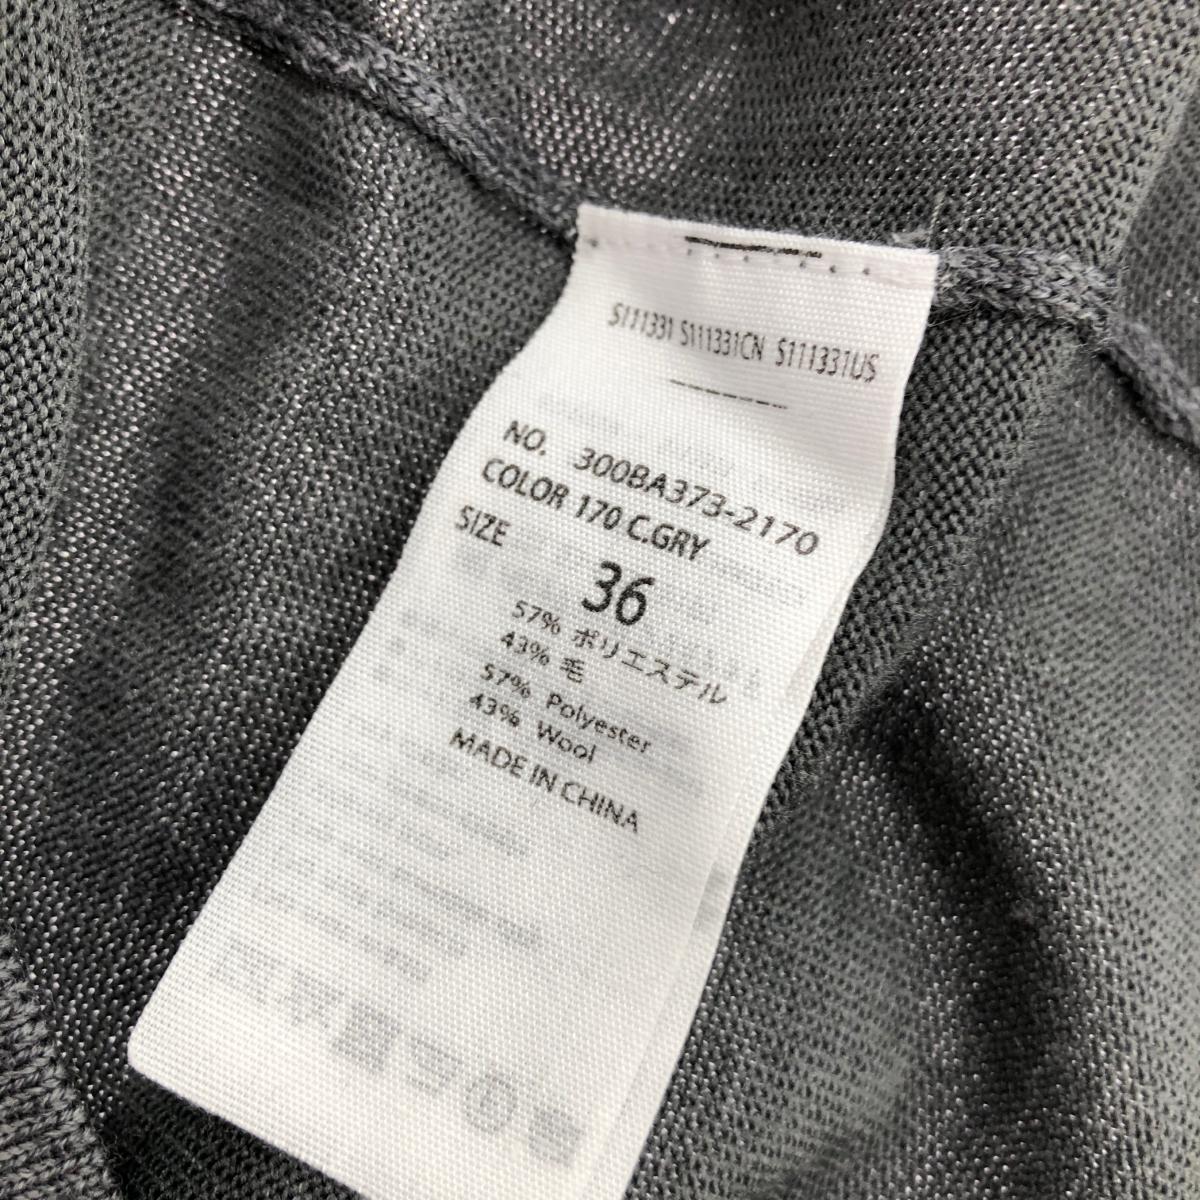 S111331 S111331CN S111331US
NO. 300BA373-2170
COLOR 170 C.GRY
SIZE
36
57% ポリエステル
43% 毛
57% Polyester
43% Wool
MADE IN CHINA